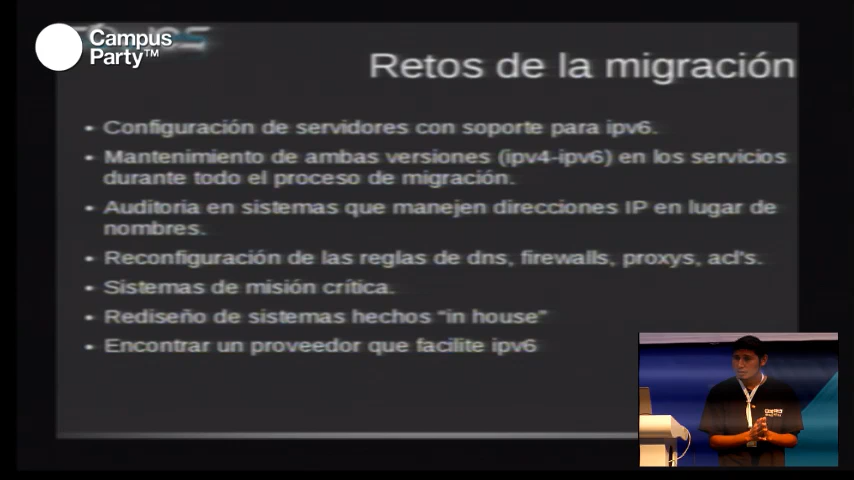 Campus
Party™
Retos de la migración
• Configuración de servidores con soporte para ipv6.
• Mantenimiento de ambas versiones (ipv4-ipv6) en los servicios
durante todo el proceso de migración.
• Auditoria en sistemas que manejen direcciones IP en lugar de
nombres.
• Reconfiguración de las reglas de dns, firewalls, proxys, acl's.
• Sistemas de misión crítica.
• Rediseño de sistemas hechos “in house”
• Encontrar un proveedor que facilite ipv6